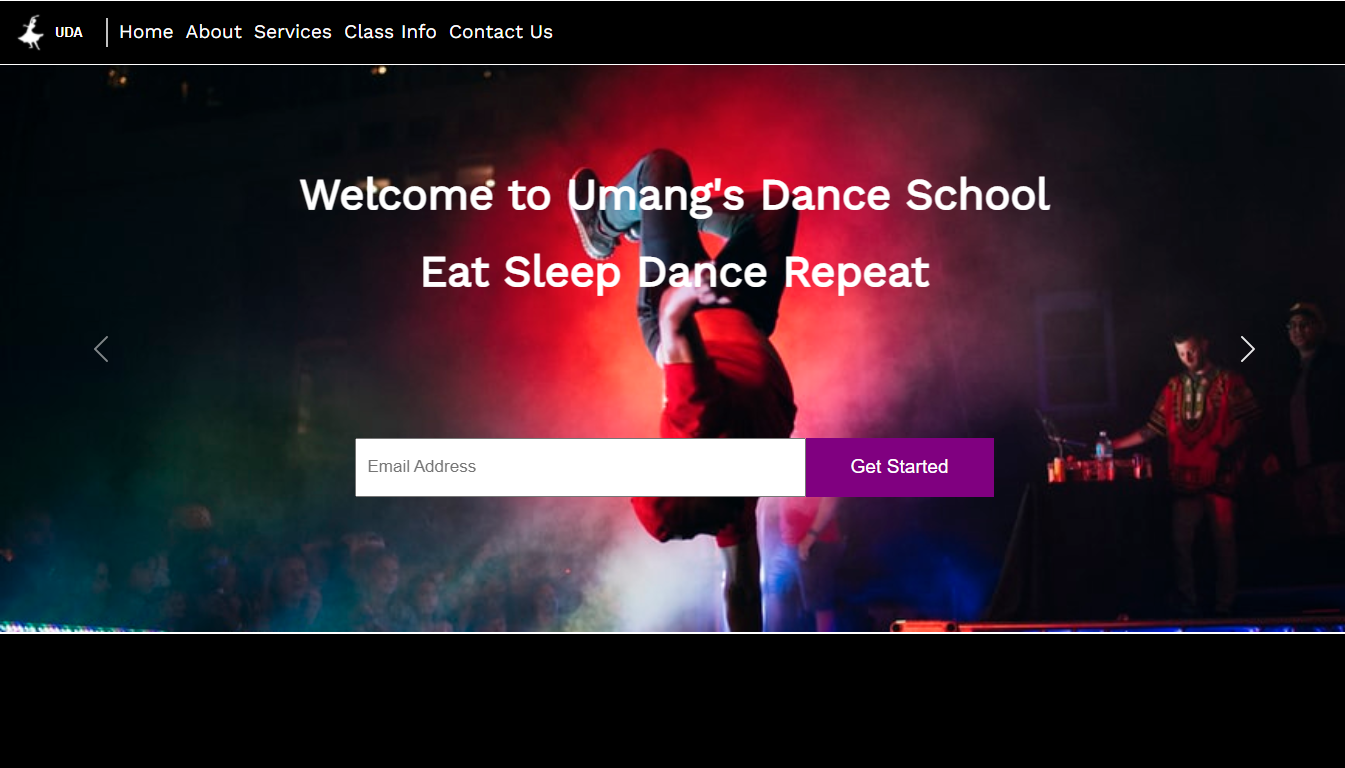 UDA Home About Services Class Info Contact Us
Welcome to Umang's Dance School
Eat Sleep Dance Repeat
Email Address Get Started